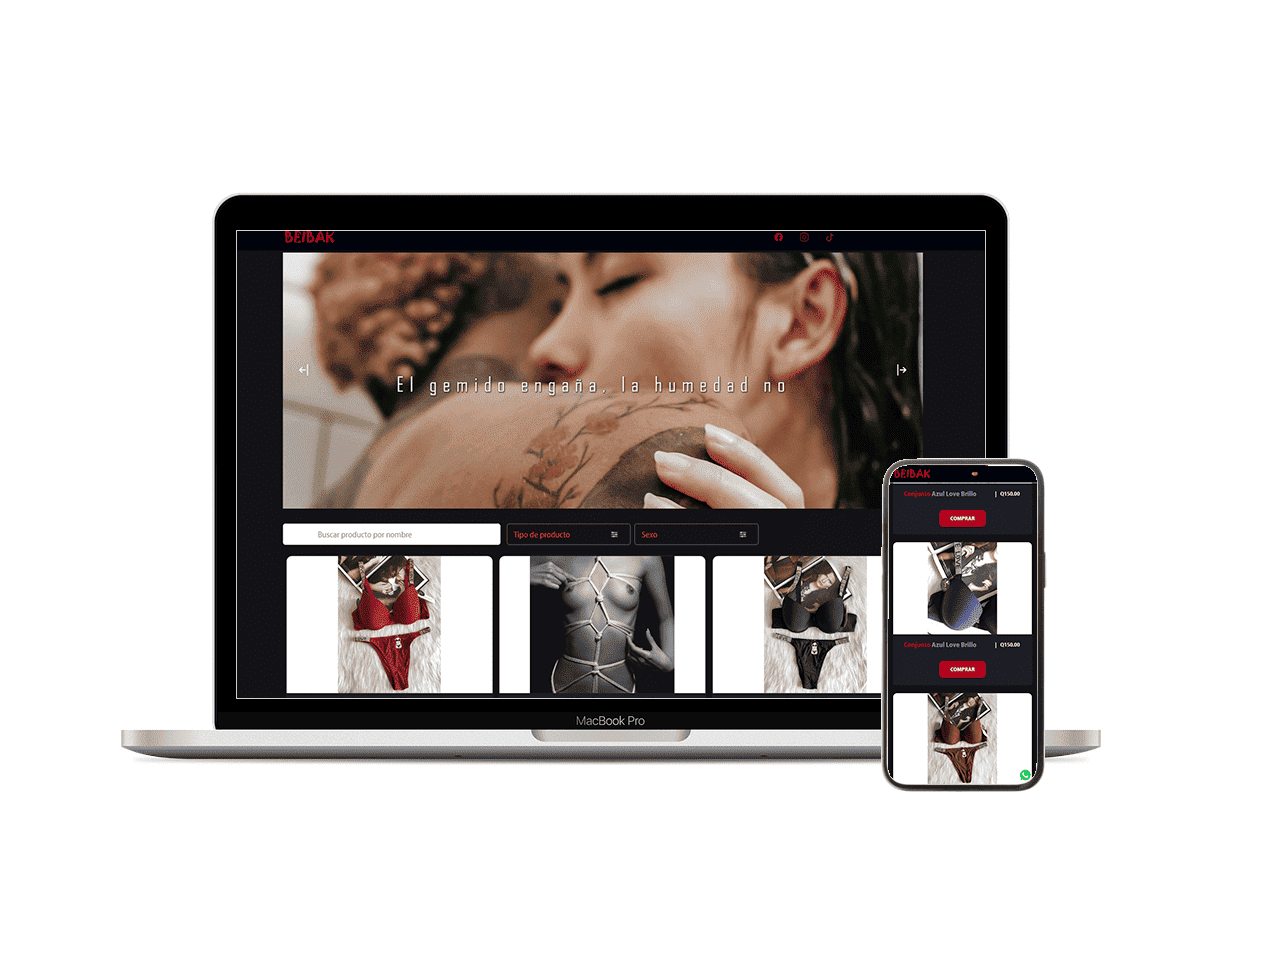 BEIBAK
El gemido engaña, la humedad no
Buscar producto por nombre
Tipo de producto
Sexo
MacBook Pro
BEIBAK
Conjunto Azul Love Brillo | Q150.00
COMPRAR
Conjunto Azul Love Brillo | Q150.00
COMPRAR